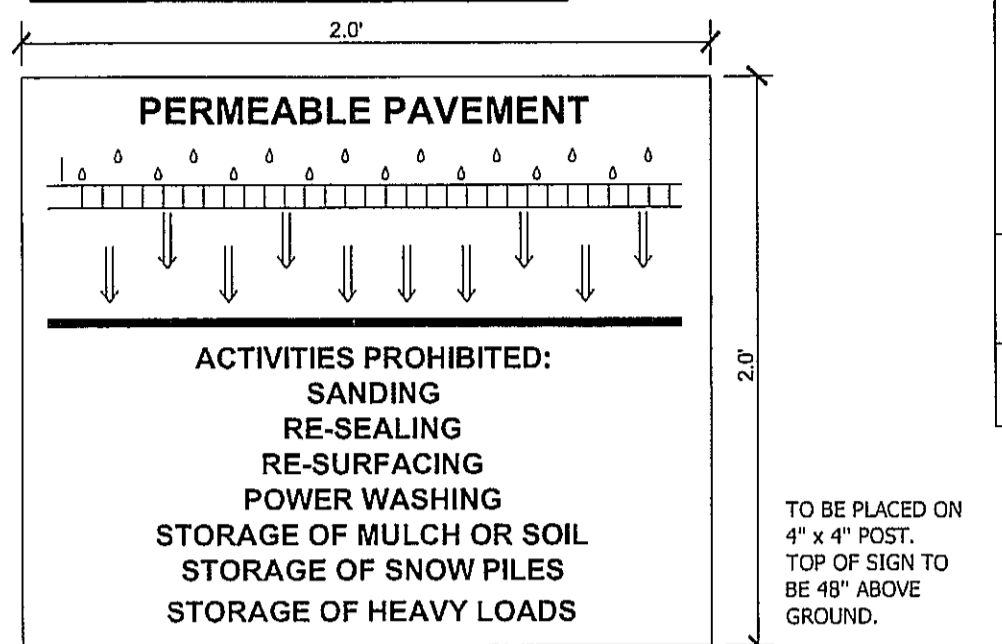 2.0'
PERMEABLE PAVEMENT
ACTIVITIES PROHIBITED:
SANDING
RE-SEALING
RE-SURFACING
POWER WASHING
STORAGE OF MULCH OR SOIL
STORAGE OF SNOW PILES
STORAGE OF HEAVY LOADS
2.0'
TO BE PLACED ON
4" x 4" POST.
TOP OF SIGN TO
BE 48" ABOVE
GROUND.